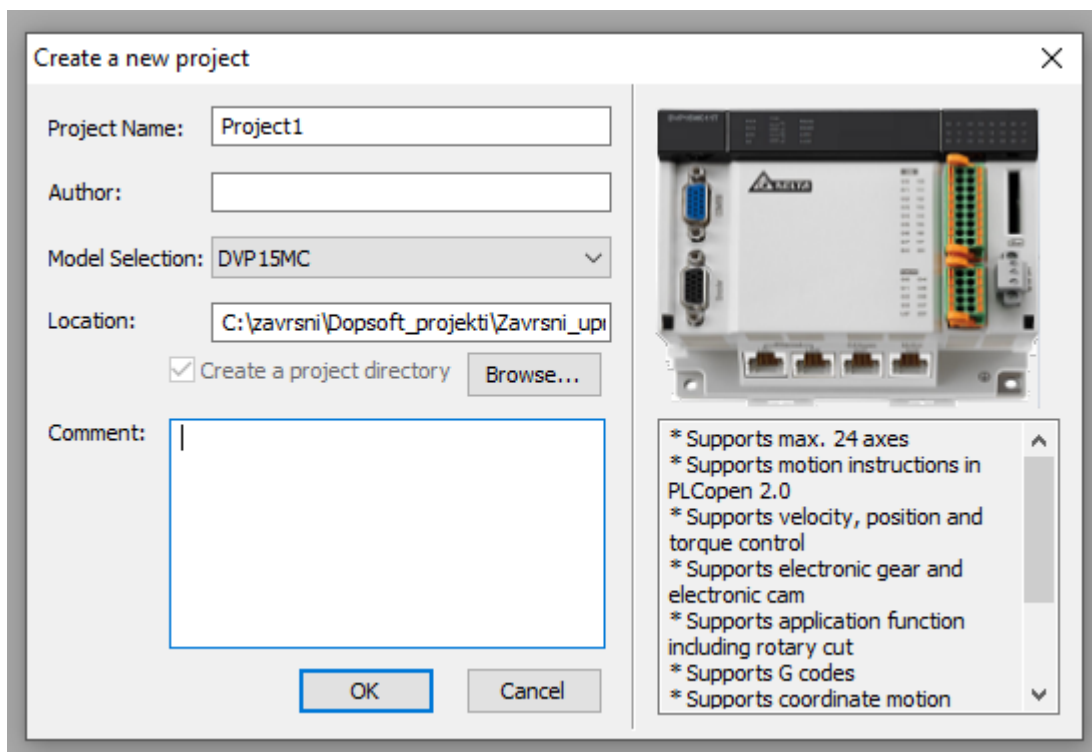 Create a new project
Project Name: Project1
Author:
Model Selection: DVP15MC
Location: C:\zavrsni\Dopsoft_projekti\Zavrsni_upr
Create a project directory Browse...
Comment:
OK Cancel
DELTA
* Supports max. 24 axes
* Supports motion instructions in
PLCopen 2.0
* Supports velocity, position and
torque control
* Supports electronic gear and
electronic cam
* Supports application function
including rotary cut
* Supports G codes
* Supports coordinate motion